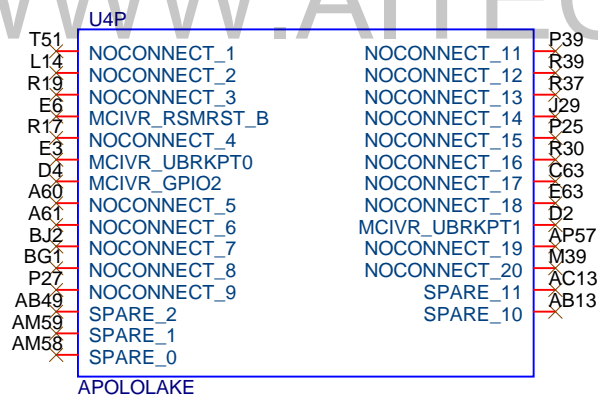 WWW.AITEC
U4P
T51 NOCONNECT_1 NOCONNECT_11 P39
L14 NOCONNECT_2 NOCONNECT_12 R39
R19 NOCONNECT_3 NOCONNECT_13 R37
E6 MCIVR_RSMRST_B NOCONNECT_14 J29
R17 NOCONNECT_4 NOCONNECT_15 P25
E3 MCIVR_UBRKPT0 NOCONNECT_16 R30
D4 MCIVR_GPIO2 NOCONNECT_17 C63
A60 NOCONNECT_5 NOCONNECT_18 E63
A61 NOCONNECT_6 MCIVR_UBRKPT1 D2
BJ2 NOCONNECT_7 NOCONNECT_19 AP57
BG1 NOCONNECT_8 NOCONNECT_20 M39
P27 NOCONNECT_9 SPARE_11 AC13
AB49 SPARE_2 SPARE_10 AB13
AM59 SPARE_1
AM58 SPARE_0
APOLOLAKE